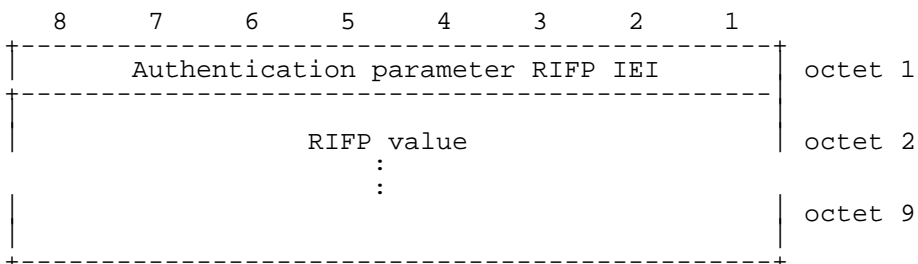 8 7 6 5 4 3 2 1
Authentication parameter RIFP IEI octet 1
RIFP value octet 2
:
:
octet 9